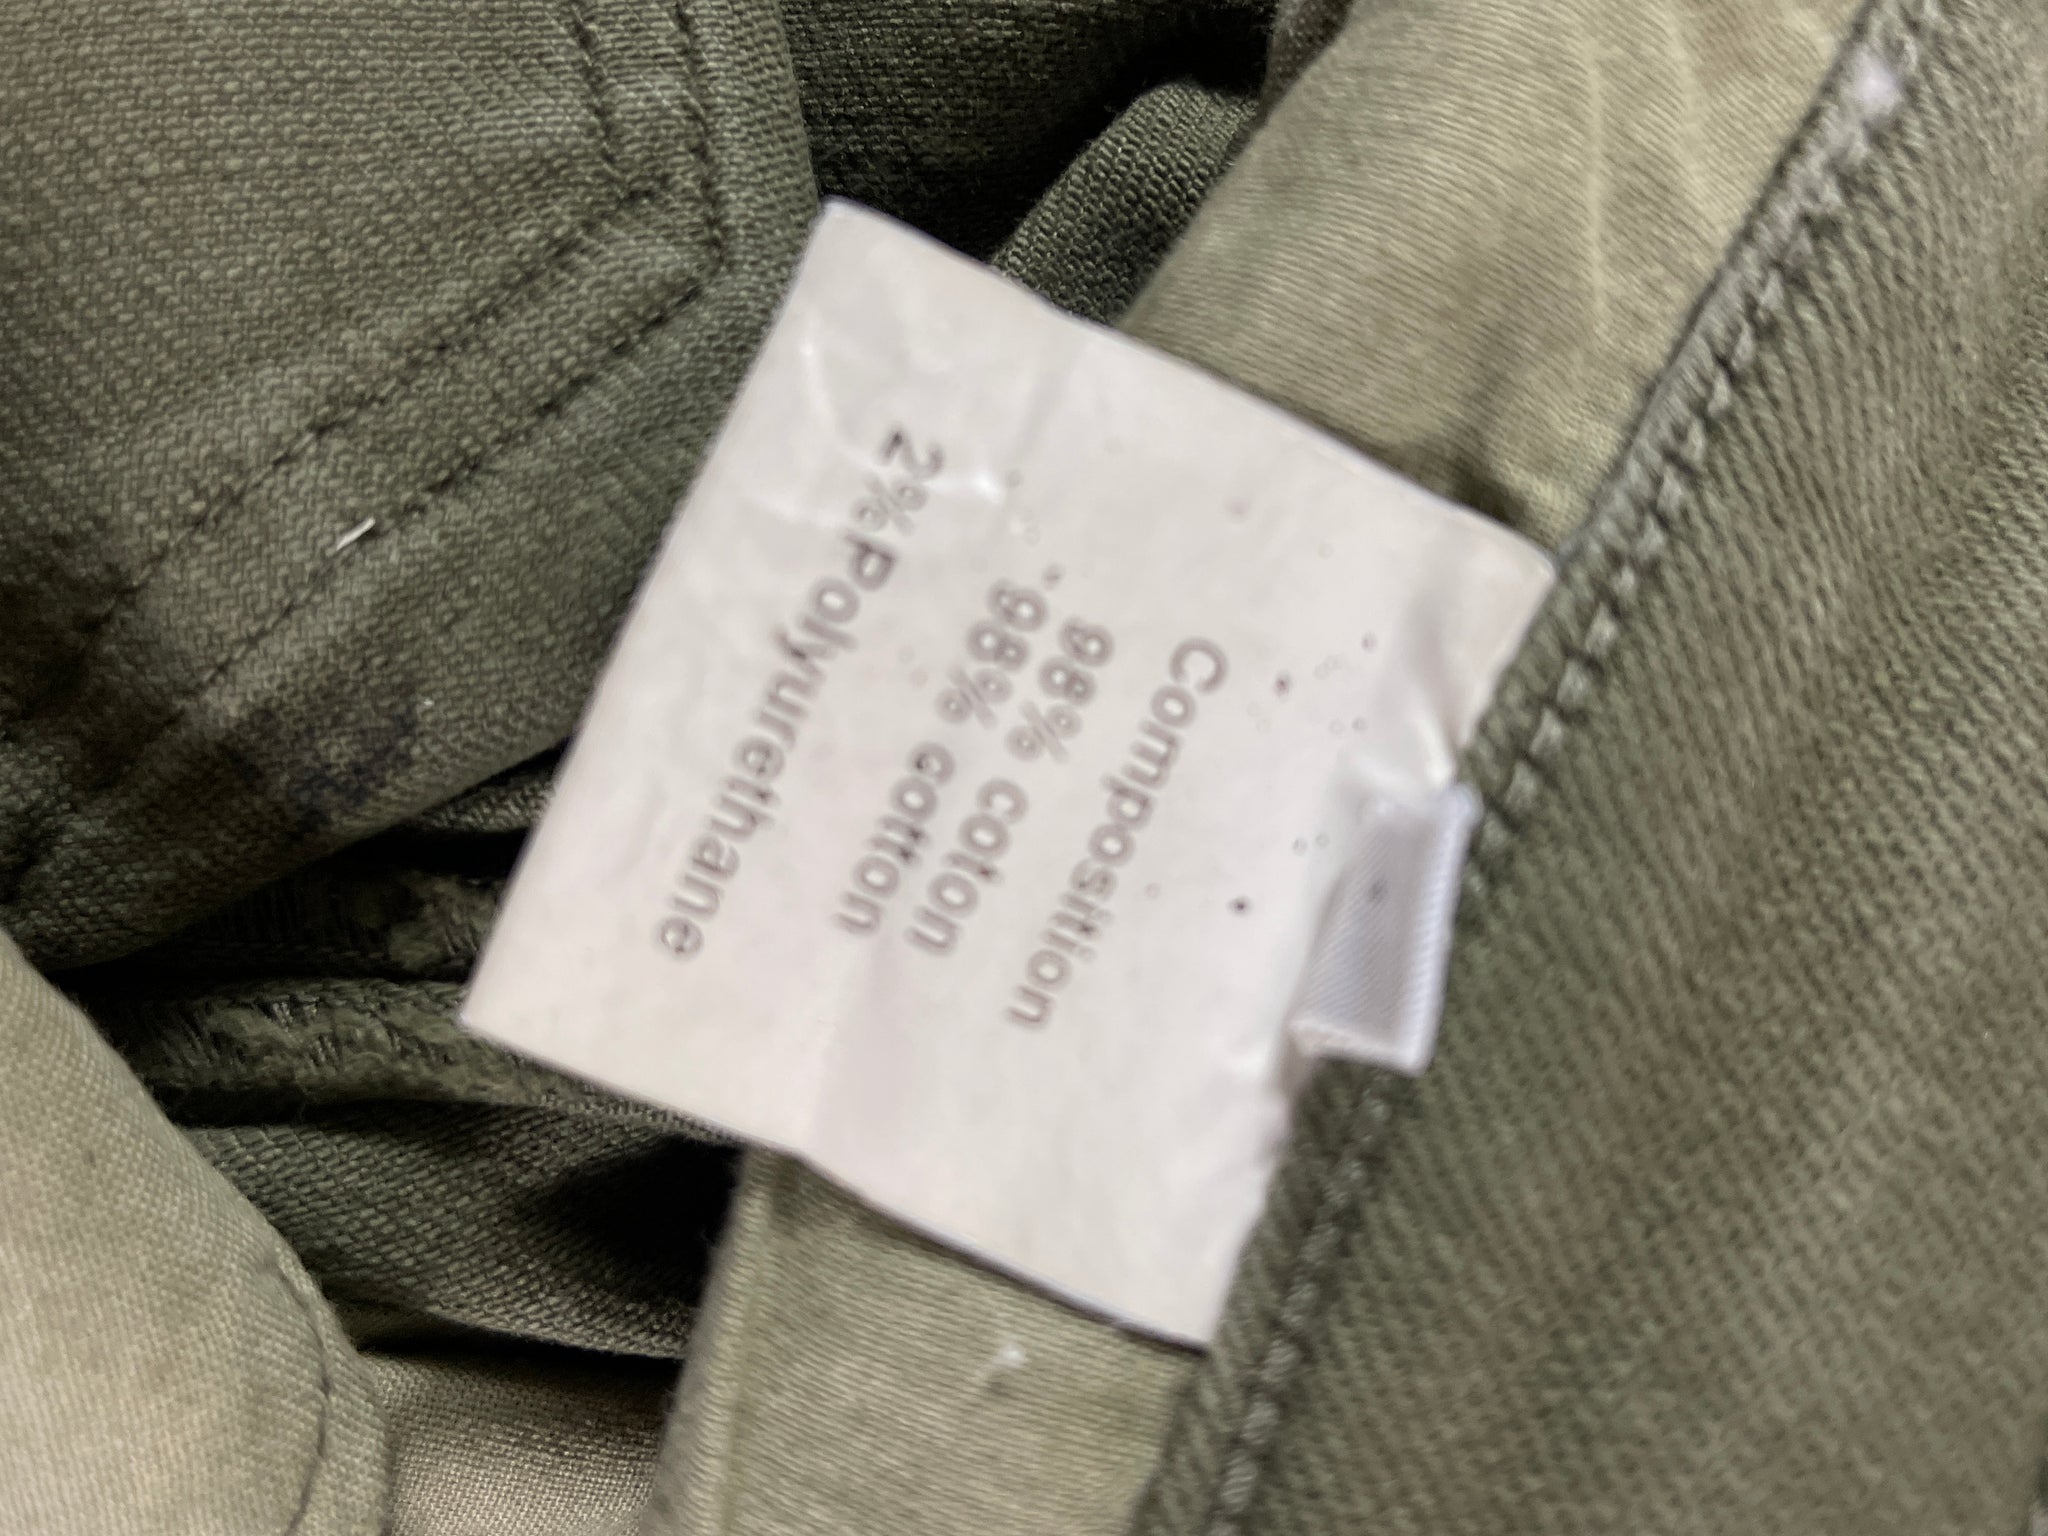 Composition
98% coton
98% cotton
2% Polyurethane